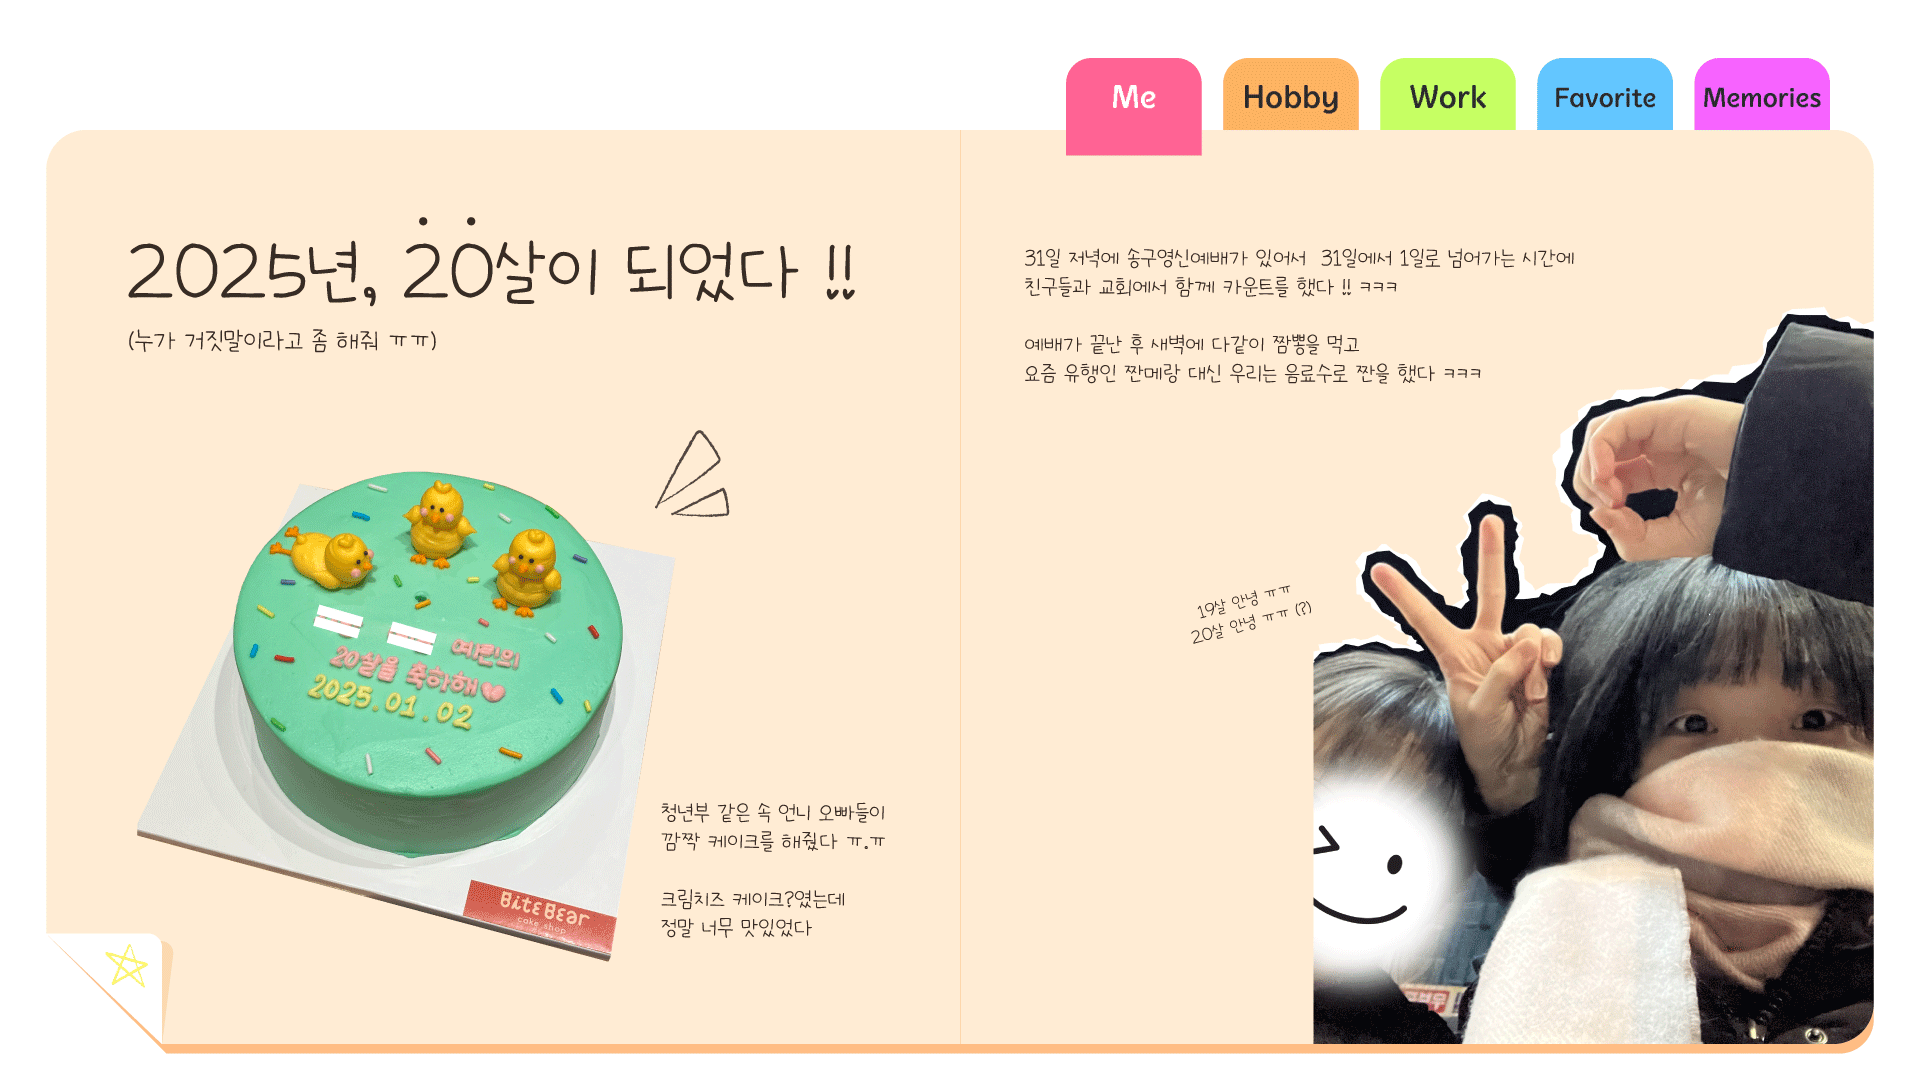 Me
Hobby
Work
Favorite
Memories
2025년, 20살이 되었다 !!
(누가 거짓말이라고 좀 해줘 ㅠㅠ)
예린의
20살을 축하해
2025.01.02
BiTE BEar
cake shop
청년부 같은 속 언니 오빠들이
깜짝 케이크를 해줬다 ㅠ.ㅠ
크림치즈 케이크?였는데
정말 너무 맛있었다
31일 저녁에 송구영신예배가 있어서 31일에서 1일로 넘어가는 시간에
친구들과 교회에서 함께 카운트를 했다 !! ㅋㅋㅋ
예배가 끝난 후 새벽에 다같이 짬뽕을 먹고
요즘 유행인 짠메랑 대신 우리는 음료수로 짠을 했다 ㅋㅋㅋ
19살 안녕 ㅠㅠ
20살 안녕 ㅠㅠ (?)